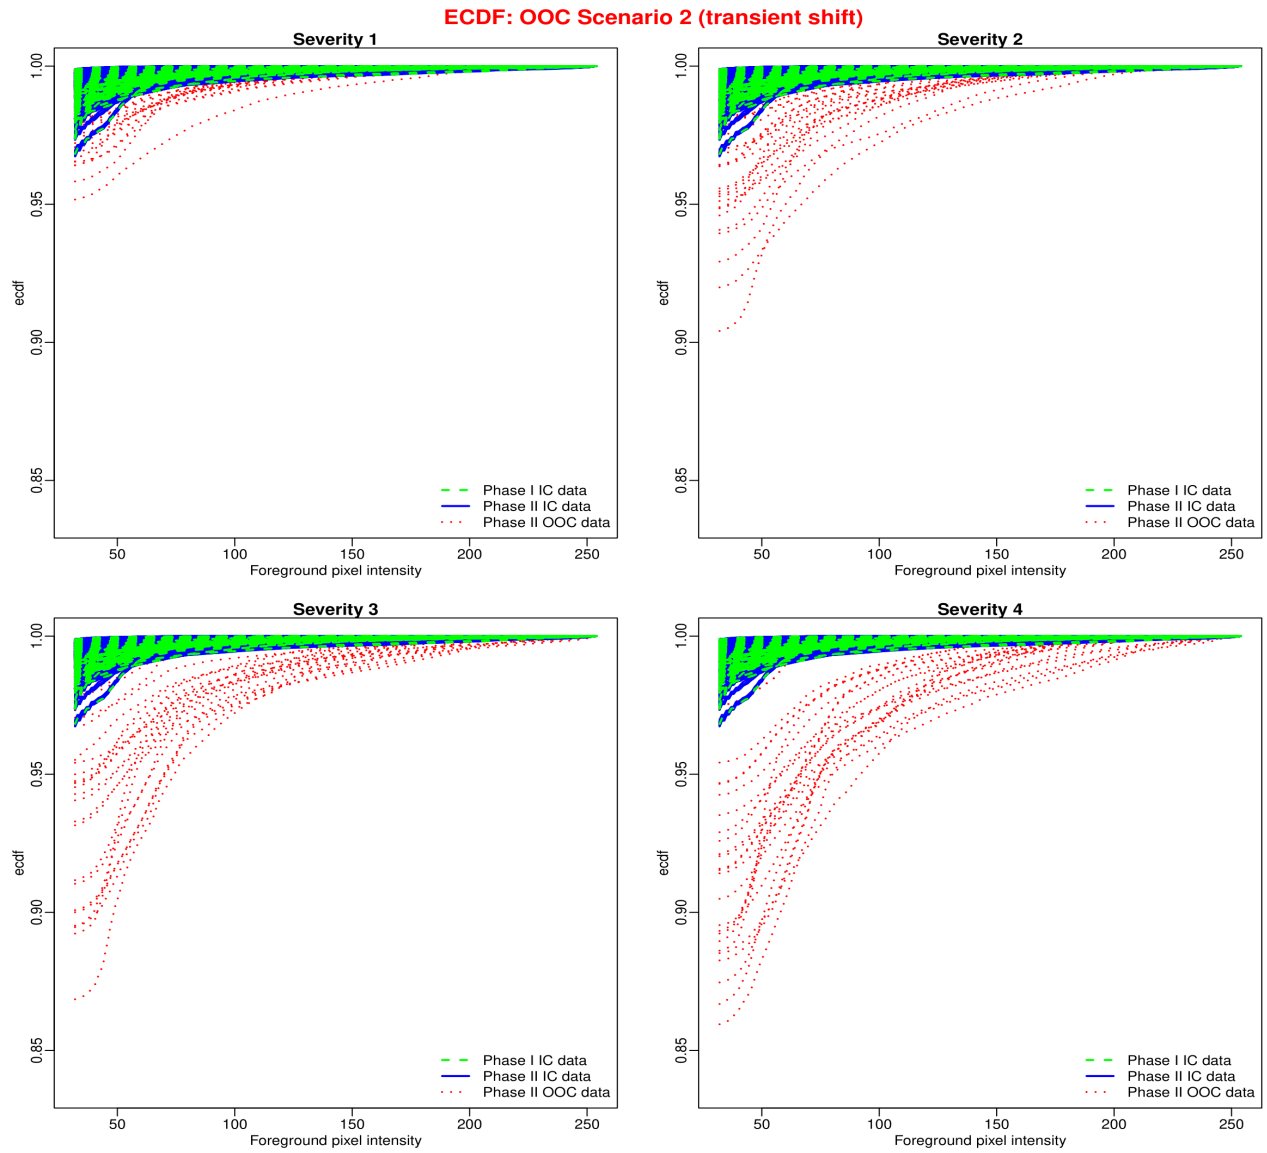 ECDF: OOC Scenario 2 (transient shift)
Severity 1
1.00
0.95
0.90
0.85
ecdf
Phase I IC data
Phase II IC data
Phase II OOC data
50 100 150 200 250
Foreground pixel intensity
Severity 2
1.00
0.95
0.90
0.85
ecdf
Phase I IC data
Phase II IC data
Phase II OOC data
50 100 150 200 250
Foreground pixel intensity
Severity 3
1.00
0.95
0.90
0.85
ecdf
Phase I IC data
Phase II IC data
Phase II OOC data
50 100 150 200 250
Foreground pixel intensity
Severity 4
1.00
0.95
0.90
0.85
ecdf
Phase I IC data
Phase II IC data
Phase II OOC data
50 100 150 200 250
Foreground pixel intensity